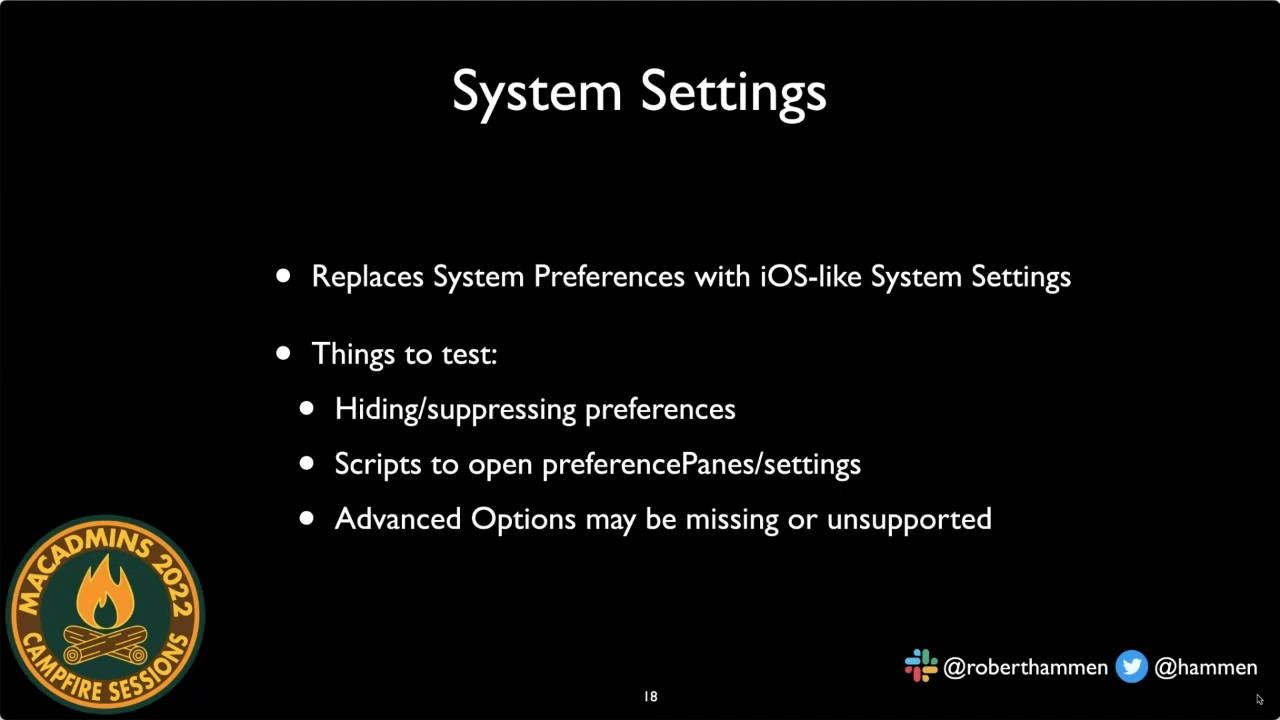 System Settings
Replaces System Preferences with iOS-like System Settings
Things to test:
Hiding/suppressing preferences
Scripts to open preferencePanes/settings
Advanced Options may be missing or unsupported
MACADMINS 2022
CAMPFIRE SESSIONS
@roberthammen @hammen
18